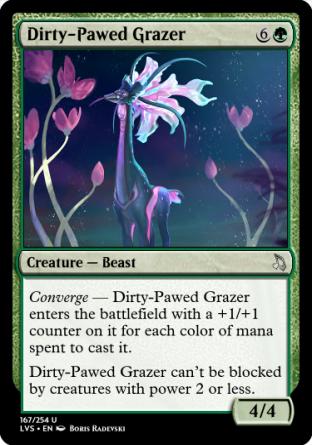 Dirty-Pawed Grazer 6
Creature — Beast
Converge — Dirty-Pawed Grazer
enters the battlefield with a +1/+1
counter on it for each color of mana
spent to cast it.
Dirty-Pawed Grazer can't be blocked
by creatures with power 2 or less.
4/4
167/254 U
LVS • EN Boris Radevski